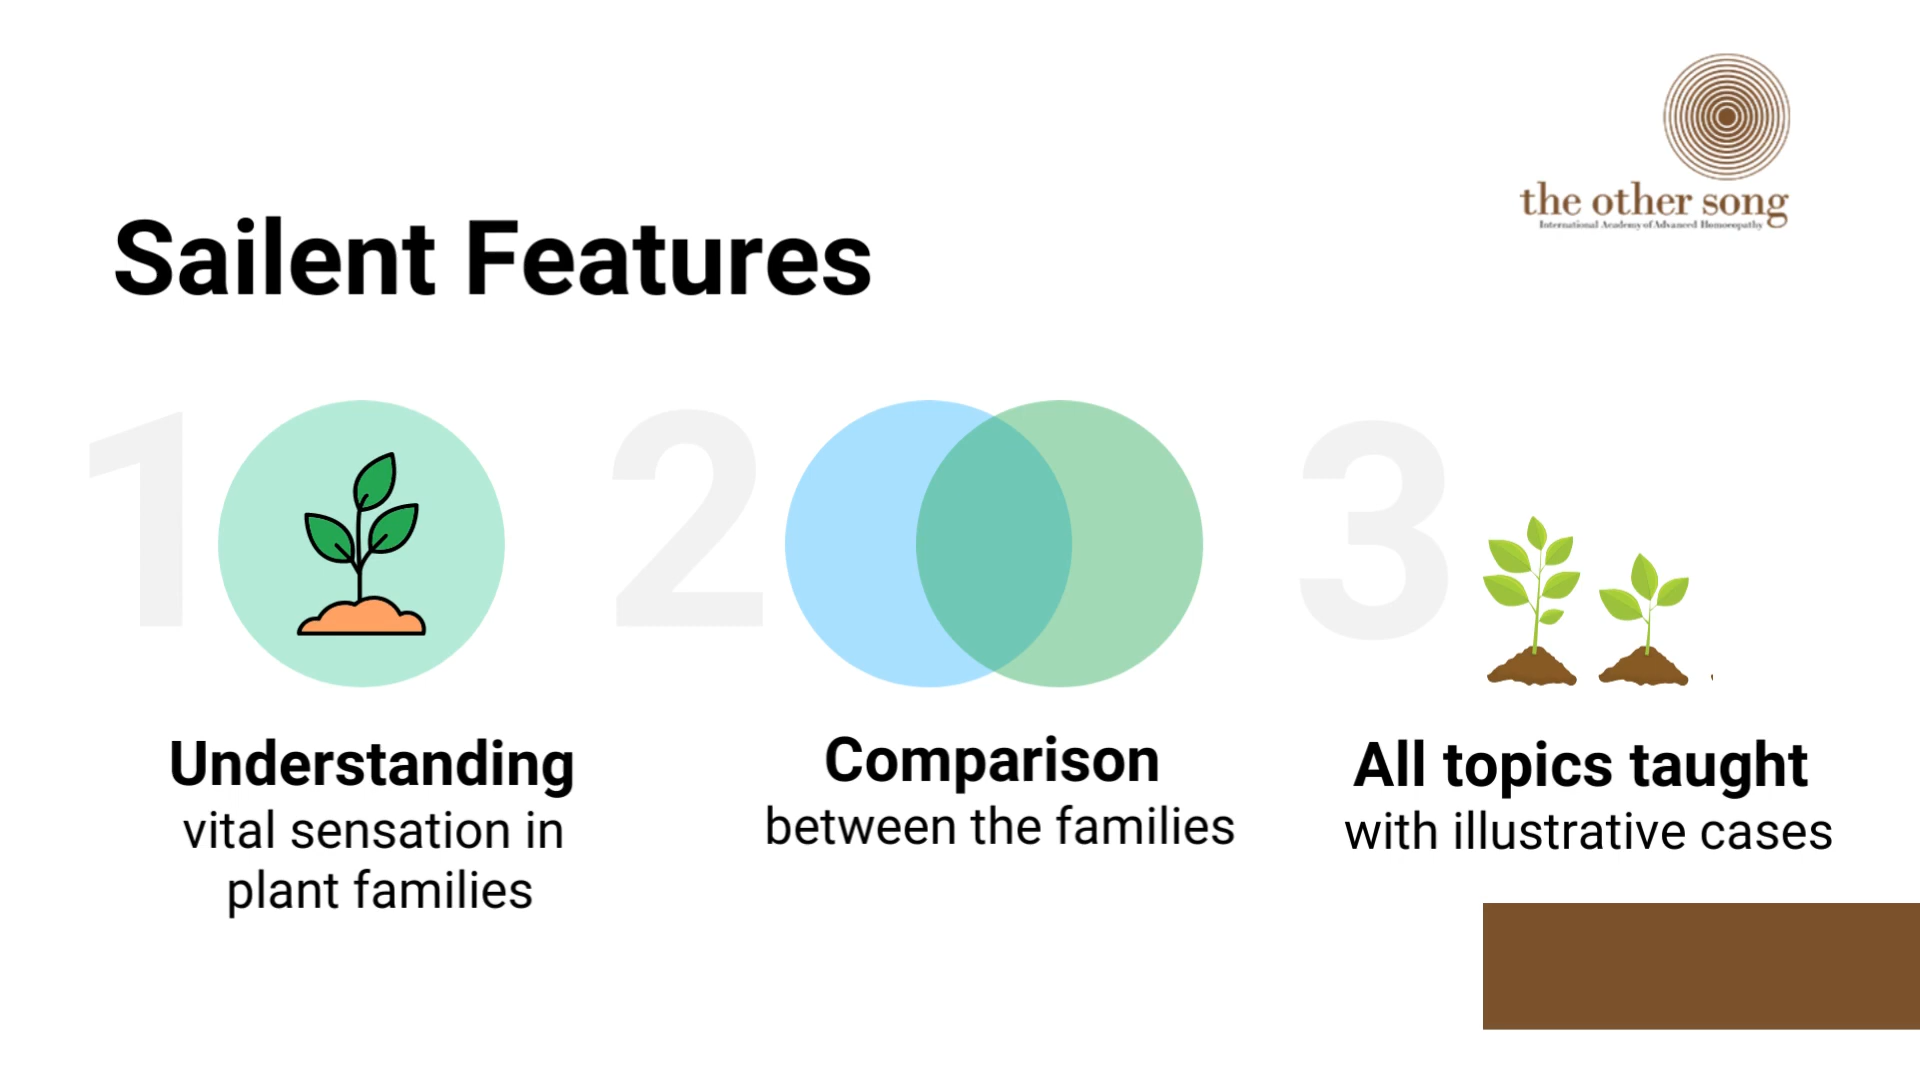 the other song
International Academy of Advanced Homoeopathy
Sailent Features
1
2
3
Understanding
vital sensation in
plant families
Comparison
between the families
All topics taught
with illustrative cases